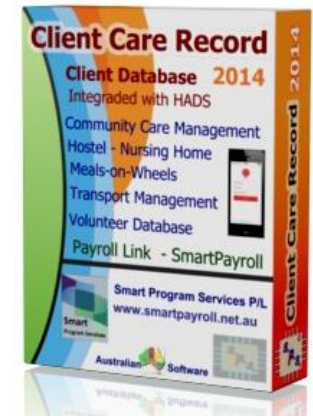 Client Care Record
Client Database 2014
Integraded with HADS
Community Care Management
Hostel - Nursing Home
Meals-on-Wheels
Transport Management
Volunteer Database
Payroll Link - SmartPayroll
Smart Program Services P/L
www.smartpayroll.net.au
Smart
Program Services
Australian Software
Client Care Record 2014